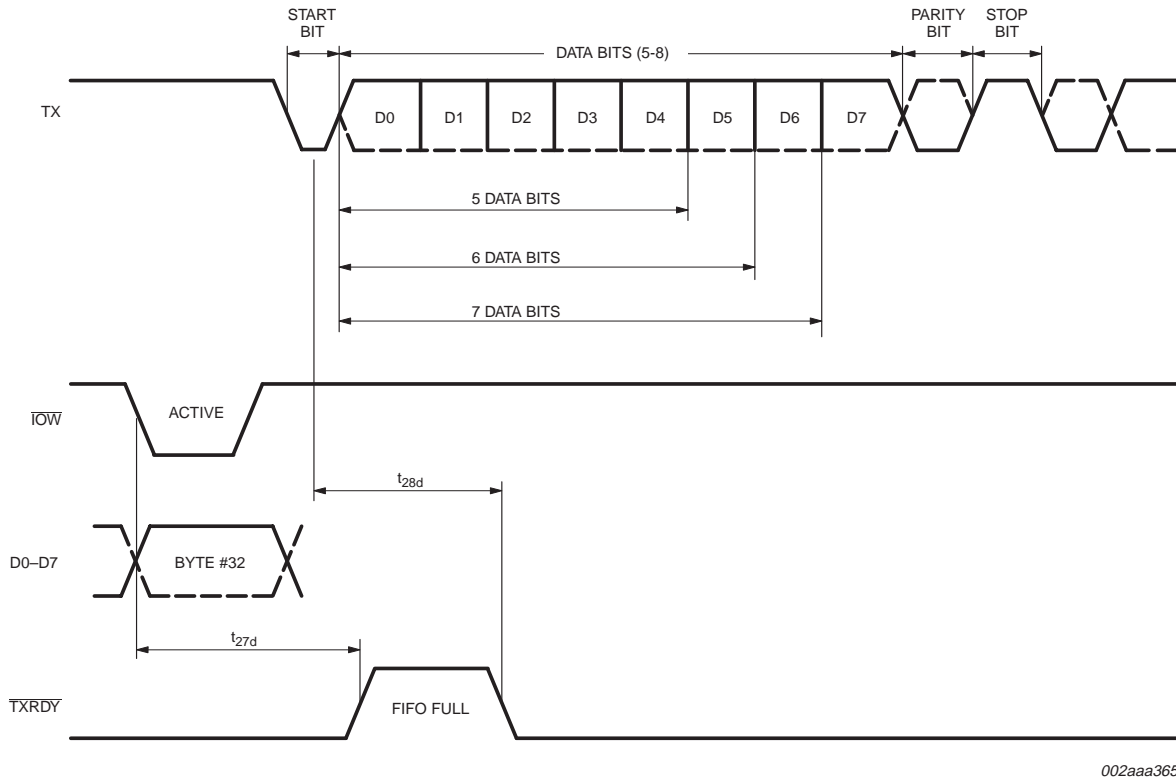 START
BIT
DATA BITS (5-8)
PARITY
BIT
STOP
BIT
TX
D0 D1 D2 D3 D4 D5 D6 D7
5 DATA BITS
6 DATA BITS
7 DATA BITS
IOW
ACTIVE
t28d
D0–D7
BYTE #32
t27d
TXRDY
FIFO FULL
002aaa365